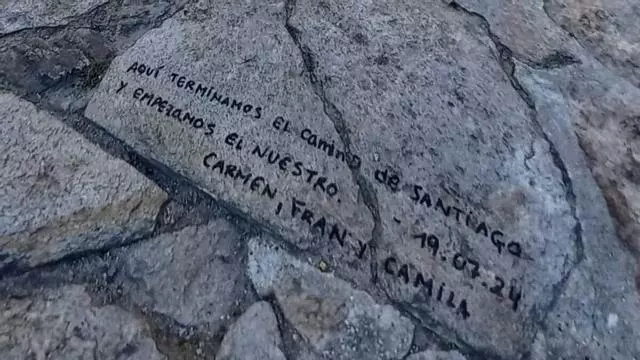 AQUÍ TERMINAMOS EL CAMINO de SANTIAGO
Y EMPEZAMOS EL NUESTRO. - 19.07.24
CARMEN, FRAN Y CAMILA